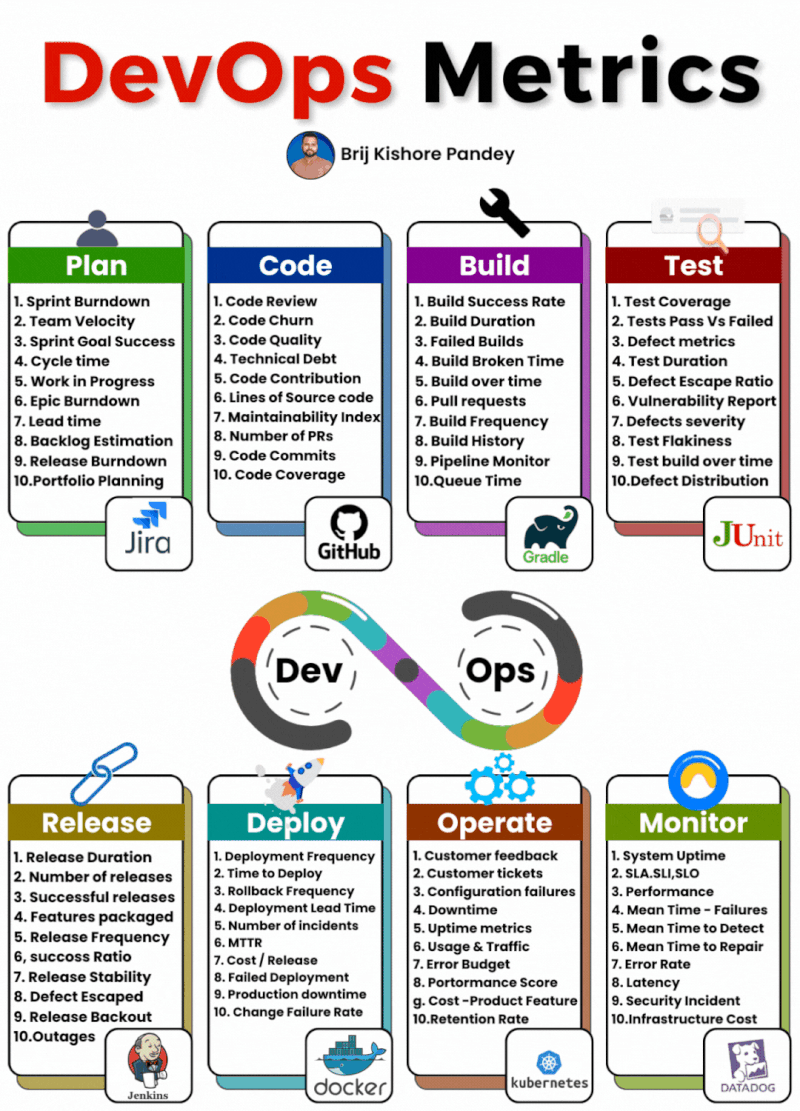 DevOps Metrics
Brij Kishore Pandey
Plan
1. Sprint Burndown
2. Team Velocity
3. Sprint Goal Success
4. Cycle time
5. Work in Progress
6. Epic Burndown
7. Lead time
8. Backlog Estimation
9. Release Burndown
10.Portfolio Planning
Jira
Code
1. Code Review
2. Code Churn
3. Code Quality
4. Technical Debt
5. Code Contribution
6. Lines of Source code
7. Maintainability Index
8. Number of PRs
9. Code Commits
10. Code Coverage
GitHub
Build
1. Build Success Rate
2. Build Duration
3. Failed Builds
4. Build Broken Time
5. Build over time
6. Pull requests
7. Build Frequency
8. Build History
9. Pipeline Monitor
10.Queue Time
Gradle
Test
1. Test Coverage
2. Tests Pass Vs Failed
3. Defect metrics
4. Test Duration
5. Defect Escape Ratio
6. Vulnerability Report
7. Defects severity
8. Test Flakiness
9. Test build over time
10.Defect Distribution
JUnit
Dev
Ops
Release
1. Release Duration
2. Number of releases
3. Successful releases
4. Features packaged
5. Release Frequency
6, succoss Ratio
7. Release Stability
8. Defect Escaped
9. Release Backout
10.Outages
Jenkins
Deploy
1. Deployment Frequency
2. Time to Deploy
3. Rollback Frequency
4. Deployment Lead Time
5. Number of incidents
6. MTTR
7. Cost / Release
8. Failed Deployment
9. Production downtime
10. Change Failure Rate
docker
Operate
1. Customer feedback
2. Customer tickets
3. Configuration failures
4. Downtime
5. Uptime metrics
6. Usage & Traffic
7. Error Budget
8. Portormance Score
g. Cost -Product Feature
10.Retention Rate
kubernetes
Monitor
1. System Uptime
2. SLA.SLI,SLO
3. Performance
4. Mean Time - Failures
5. Mean Time to Detect
6. Mean Time to Repair
7. Error Rate
8. Latency
9. Security Incident
10.Infrastructure Cost
DATADOG